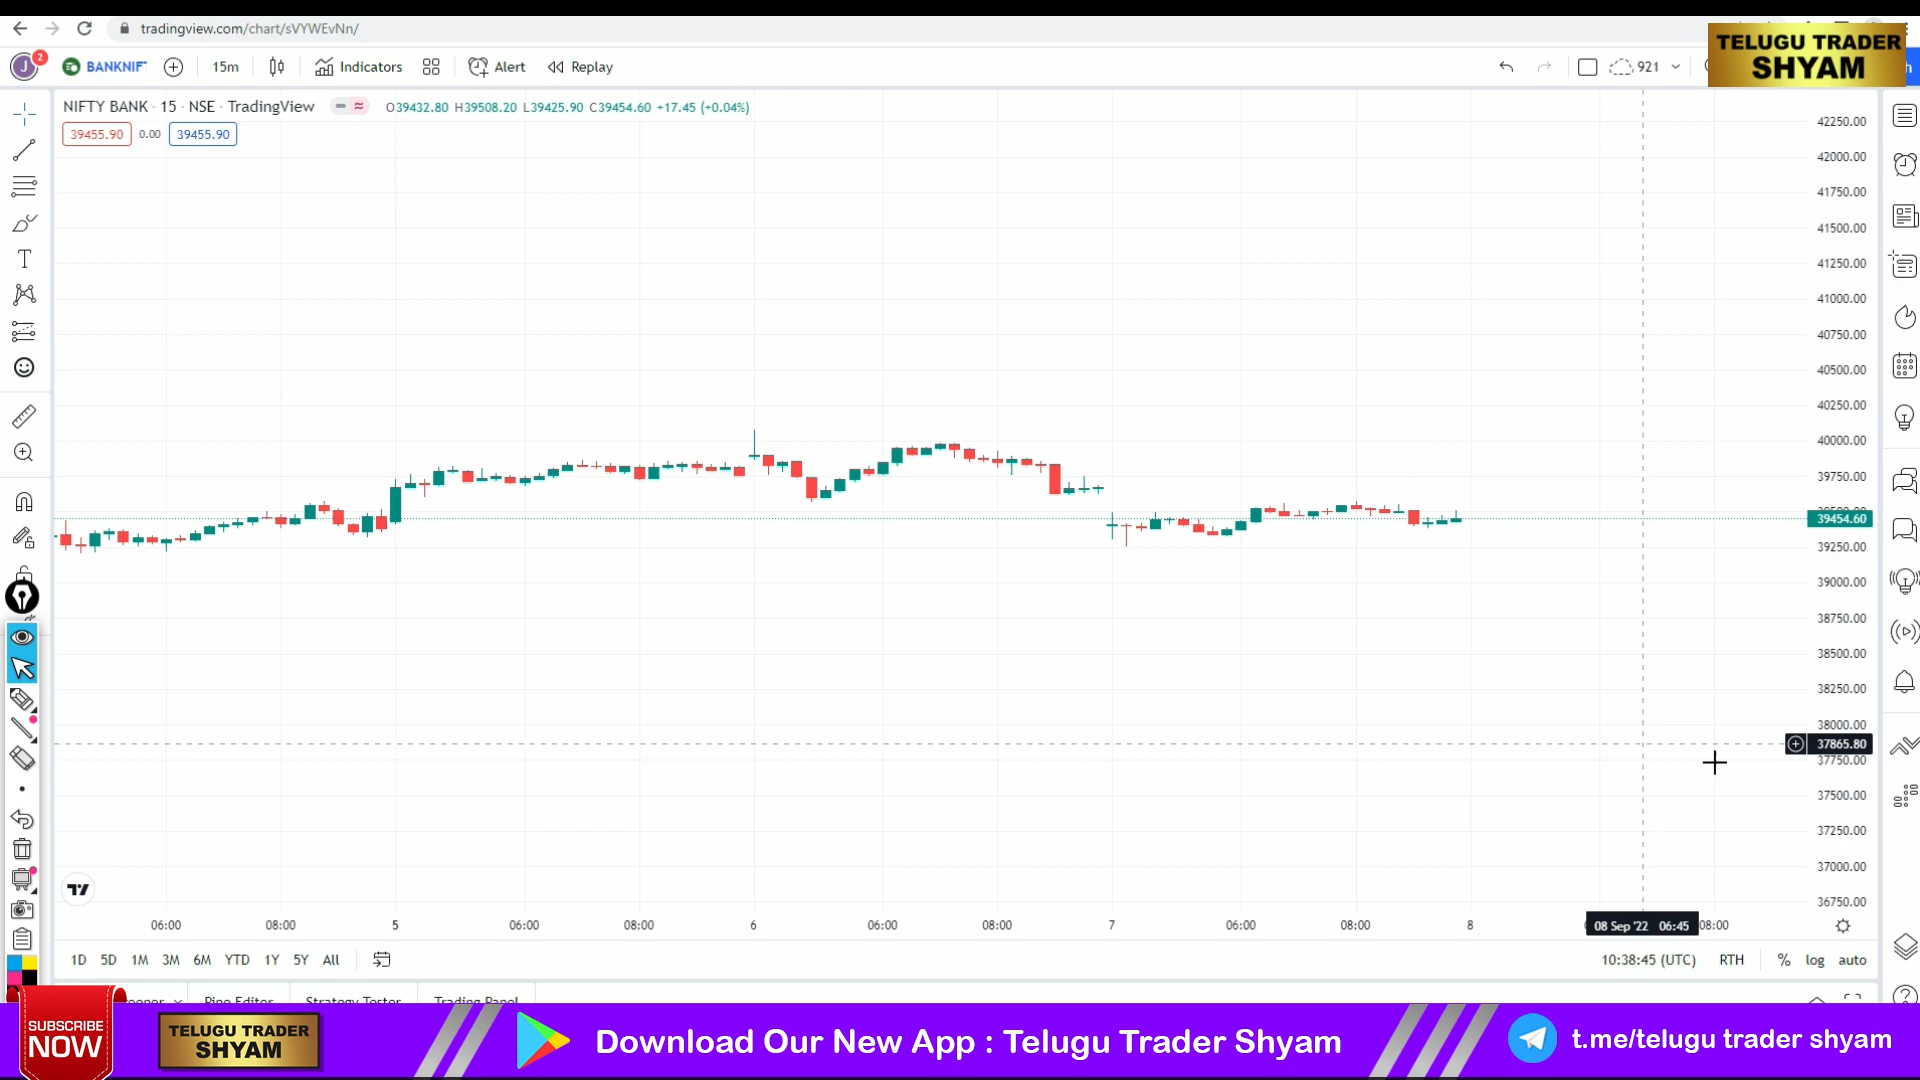 tradingview.com/chart/sVYWEvNn/
TELUGU TRADER
SHYAM
J 2 BANKNIF 15m Indicators Alert Replay 921
NIFTY BANK · 15 · NSE · TradingView O39432.80 H39508.20 L39425.90 C39454.60 +17.45 (+0.04%)
39455.90 0.00 39455.90
42250.00
42000.00
41750.00
41500.00
41250.00
41000.00
40750.00
40500.00
40250.00
40000.00
39750.00
39454.60
39250.00
39000.00
38750.00
38500.00
38250.00
38000.00
37865.80
37750.00
37500.00
37250.00
37000.00
36750.00
06:00 08:00 5 06:00 08:00 6 06:00 08:00 7 06:00 08:00 8 08 Sep '22 06:45 08:00
1D 5D 1M 3M 6M YTD 1Y 5Y All 10:38:45 (UTC) RTH % log auto
Pine Editor Strategy Tester Trading Panel
SUBSCRIBE
NOW
TELUGU TRADER
SHYAM
Download Our New App : Telugu Trader Shyam
t.me/telugu trader shyam